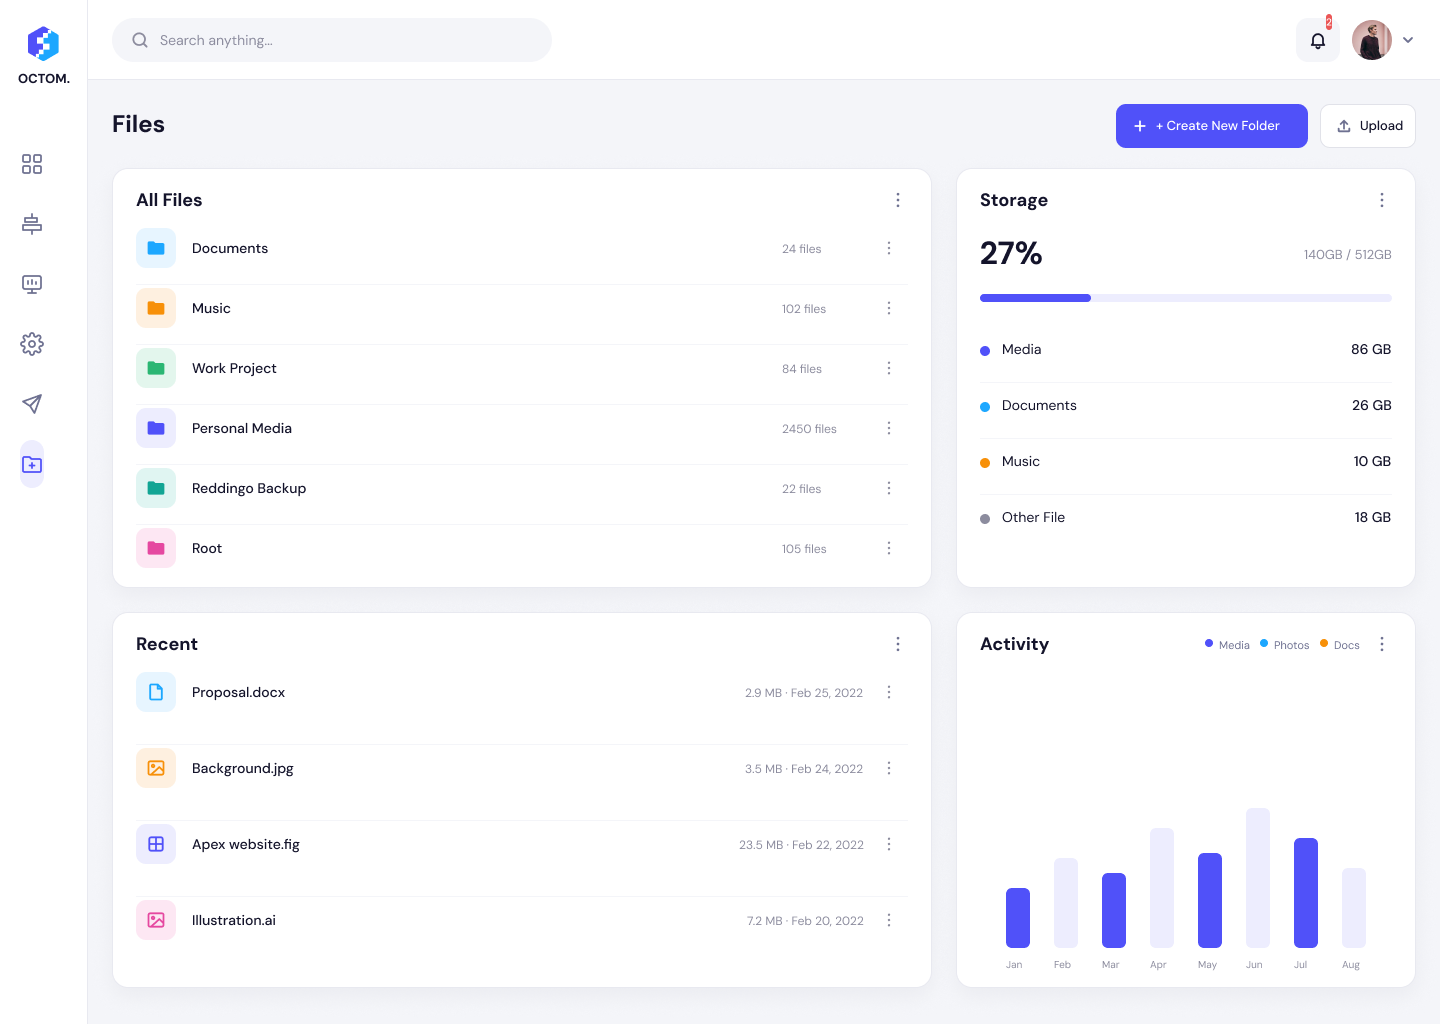 OCTOM.
Search anything...
2
Files
+ Create New Folder
Upload
All Files
Documents
24 files
Music
102 files
Work Project
84 files
Personal Media
2450 files
Reddingo Backup
22 files
Root
105 files
Storage
27%
140GB / 512GB
Media
86 GB
Documents
26 GB
Music
10 GB
Other File
18 GB
Recent
Proposal.docx
2.9 MB · Feb 25, 2022
Background.jpg
3.5 MB · Feb 24, 2022
Apex website.fig
23.5 MB · Feb 22, 2022
Illustration.ai
7.2 MB · Feb 20, 2022
Activity
Media
Photos
Docs
Jan
Feb
Mar
Apr
May
Jun
Jul
Aug